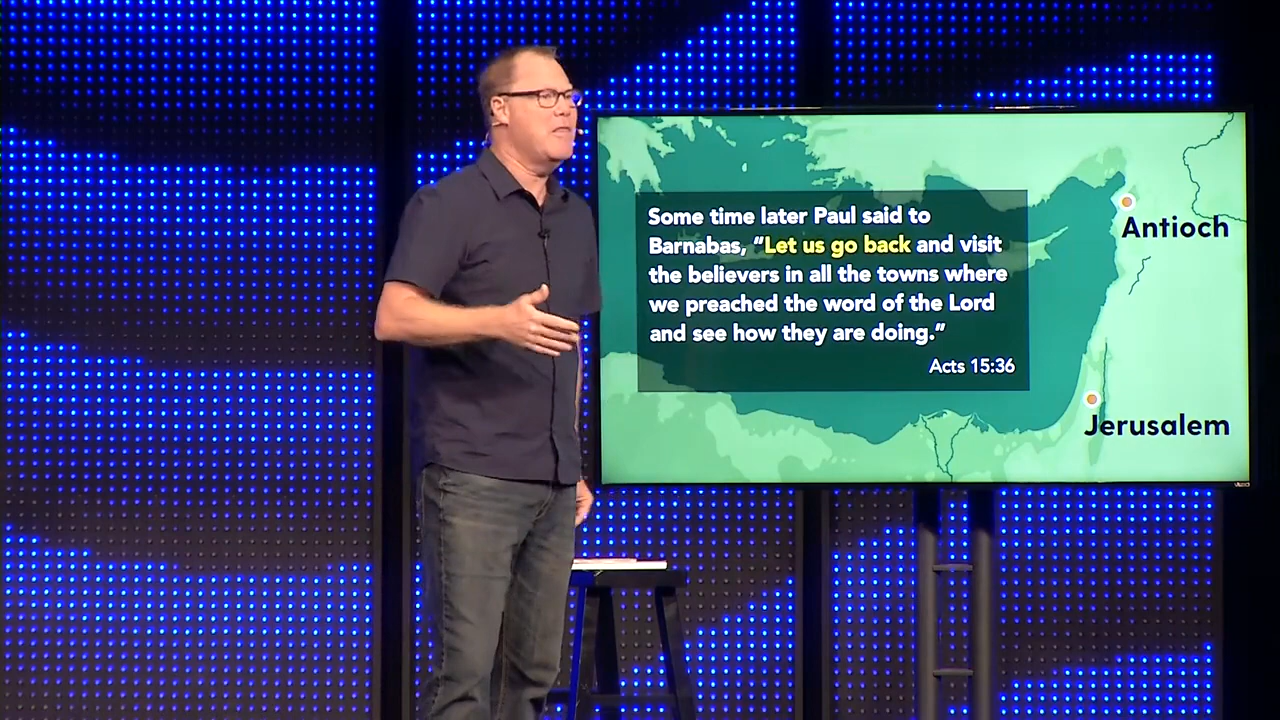 Some time later Paul said to
Barnabas, “Let us go back and visit
the believers in all the towns where
we preached the word of the Lord
and see how they are doing.”
Acts 15:36
Antioch
Jerusalem